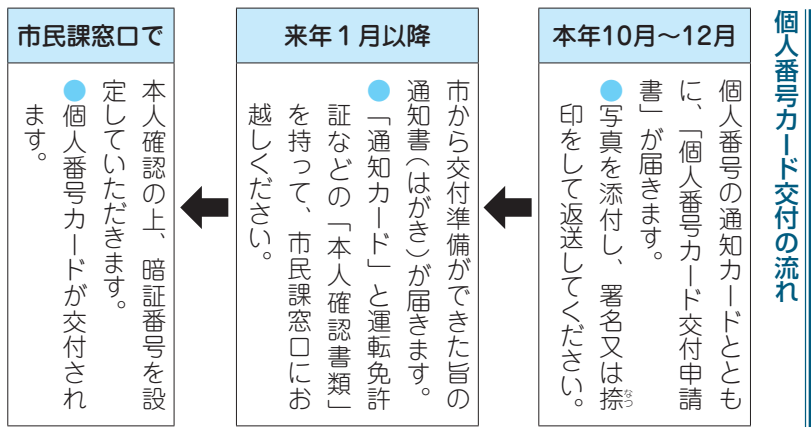 個人番号カード交付の流れ
本年10月～12月
個人番号の通知カードととも
に、「個人番号カード交付申請
書」が届きます。
●写真を添付し、署名又は捺
なつ
印をして返送してください。
来年１月以降
市から交付準備ができた旨の
通知書（はがき）が届きます。
●「通知カード」と運転免許
証などの「本人確認書類」
を持って、市民課窓口にお
越しください。
市民課窓口で
本人確認の上、暗証番号を設
定していただきます。
●個人番号カードが交付され
ます。